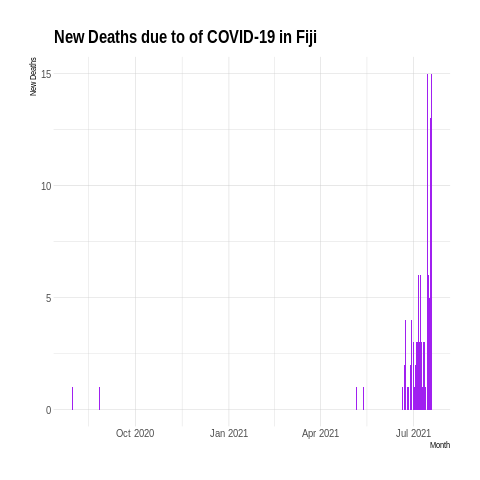 New Deaths due to of COVID-19 in Fiji
New Deaths
15
10
5
0
Oct 2020 Jan 2021 Apr 2021 Jul 2021
Month